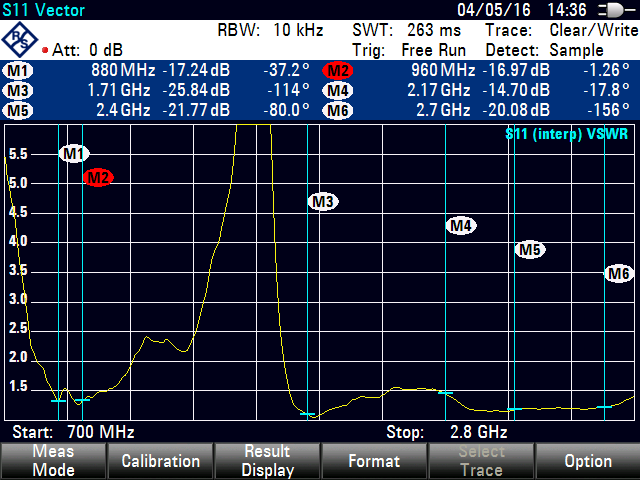 S11 Vector 04/05/16 14:36
RBW: 10 kHz SWT: 263 ms Trace: Clear/Write
Att: 0 dB Trig: Free Run Detect: Sample
R&S
M1 880 MHz -17.24 dB -37.2 ° M2 960 MHz -16.97 dB -1.26 °
M3 1.71 GHz -25.84 dB -114 ° M4 2.17 GHz -14.70 dB -17.8 °
M5 2.4 GHz -21.77 dB -80.0 ° M6 2.7 GHz -20.08 dB -156 °
S11 (interp) VSWR
5.5
M1
5.0
M2
4.5
M3
4.0
M4
3.5
M5
3.0
M6
2.5
2.0
1.5
Start: 700 MHz Stop: 2.8 GHz
Meas Mode
Calibration
Result Display
Format
Select Trace
Option